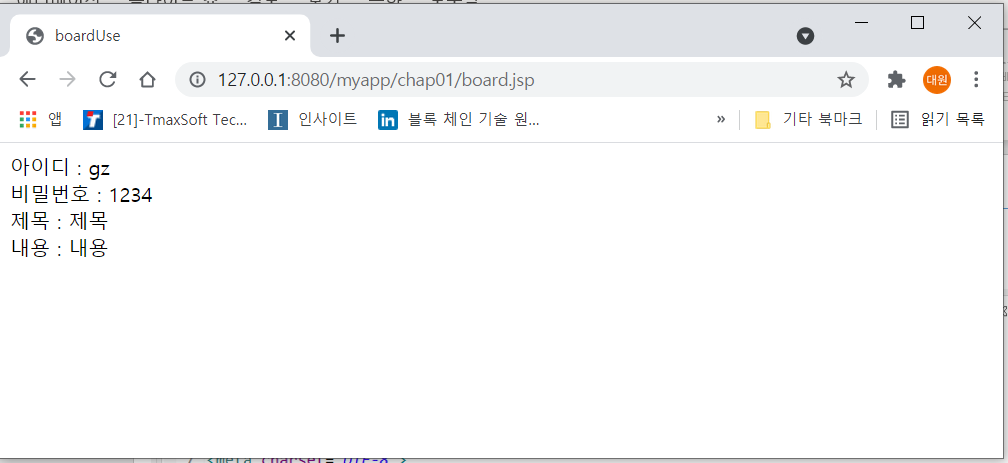 boardUse
127.0.0.1:8080/myapp/chap01/board.jsp
대원
앱 [21]-TmaxSoft Tec... 인사이트 블록 체인 기술 원... » 기타 북마크 읽기 목록
아이디 : gz
비밀번호 : 1234
제목 : 제목
내용 : 내용